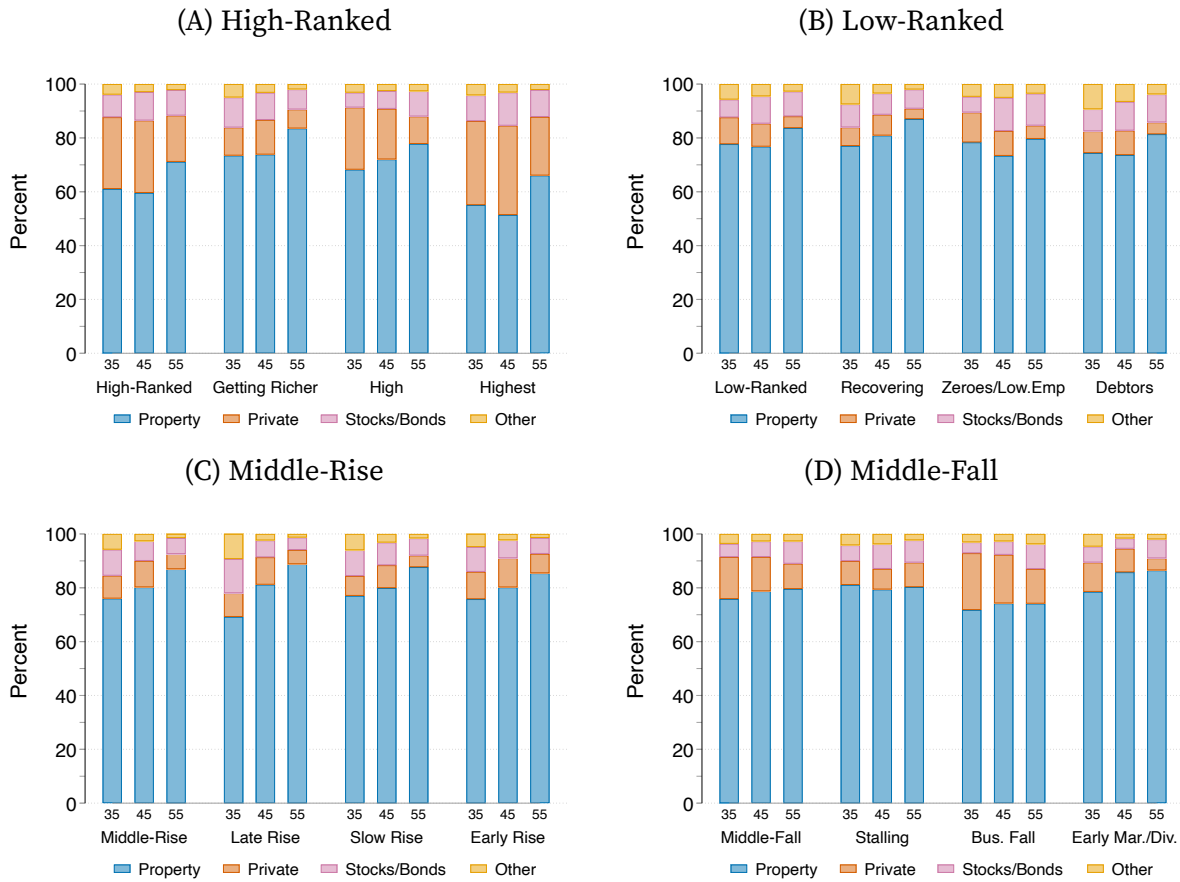 (A) High-Ranked
Percent
100
80
60
40
20
0
35 45 55 35 45 55 35 45 55 35 45 55
High-Ranked Getting Richer High Highest
Property Private Stocks/Bonds Other
(B) Low-Ranked
Percent
100
80
60
40
20
0
35 45 55 35 45 55 35 45 55 35 45 55
Low-Ranked Recovering Zeroes/Low.Emp Debtors
Property Private Stocks/Bonds Other
(C) Middle-Rise
Percent
100
80
60
40
20
0
35 45 55 35 45 55 35 45 55 35 45 55
Middle-Rise Late Rise Slow Rise Early Rise
Property Private Stocks/Bonds Other
(D) Middle-Fall
Percent
100
80
60
40
20
0
35 45 55 35 45 55 35 45 55 35 45 55
Middle-Fall Stalling Bus. Fall Early Mar./Div.
Property Private Stocks/Bonds Other